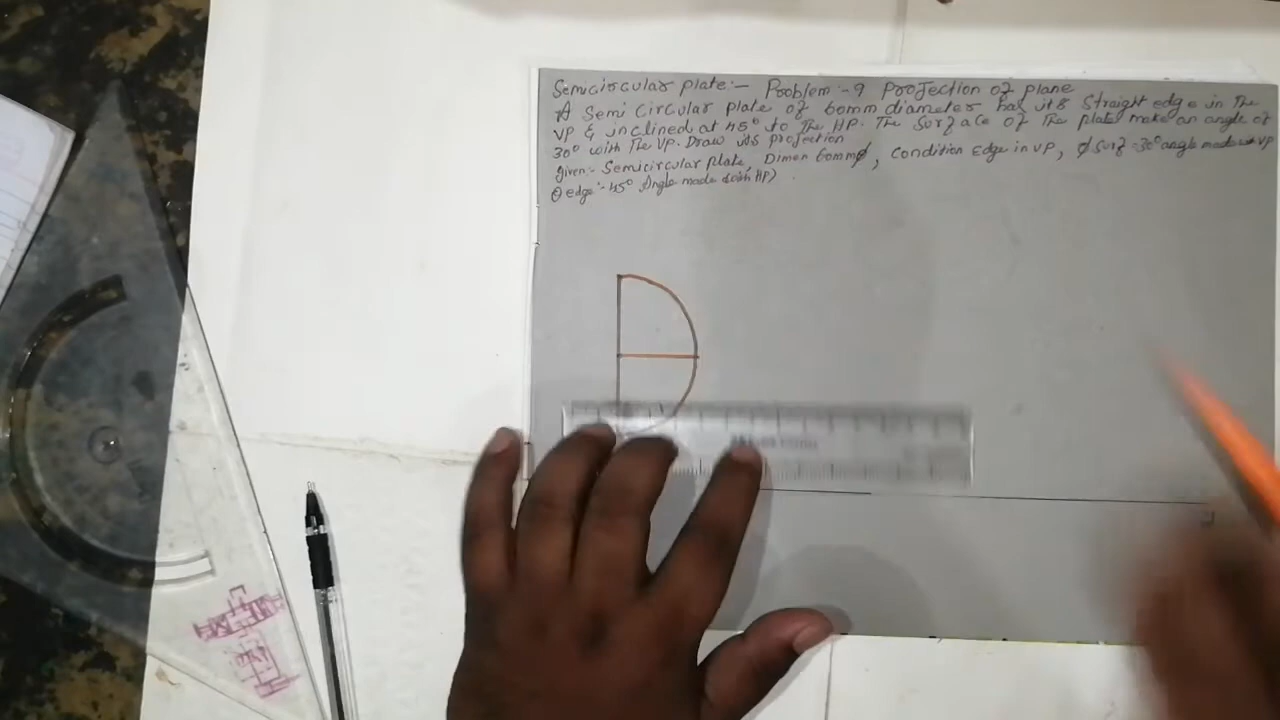 Semicircular plate:- Problem:-9 Projection of plane
A Semi Circular plate of 60mm diameter has its Straight edge in The
VP & inclined at 45° to The HP. The Surface of The plate make an angle of
30° with The VP. Draw its projection
given:- Semicircular plate, Dimen 60mmø, Condition Edge in VP, ø Surf = 30° angle made with VP
θ edge:- 45° Angle made with HP)